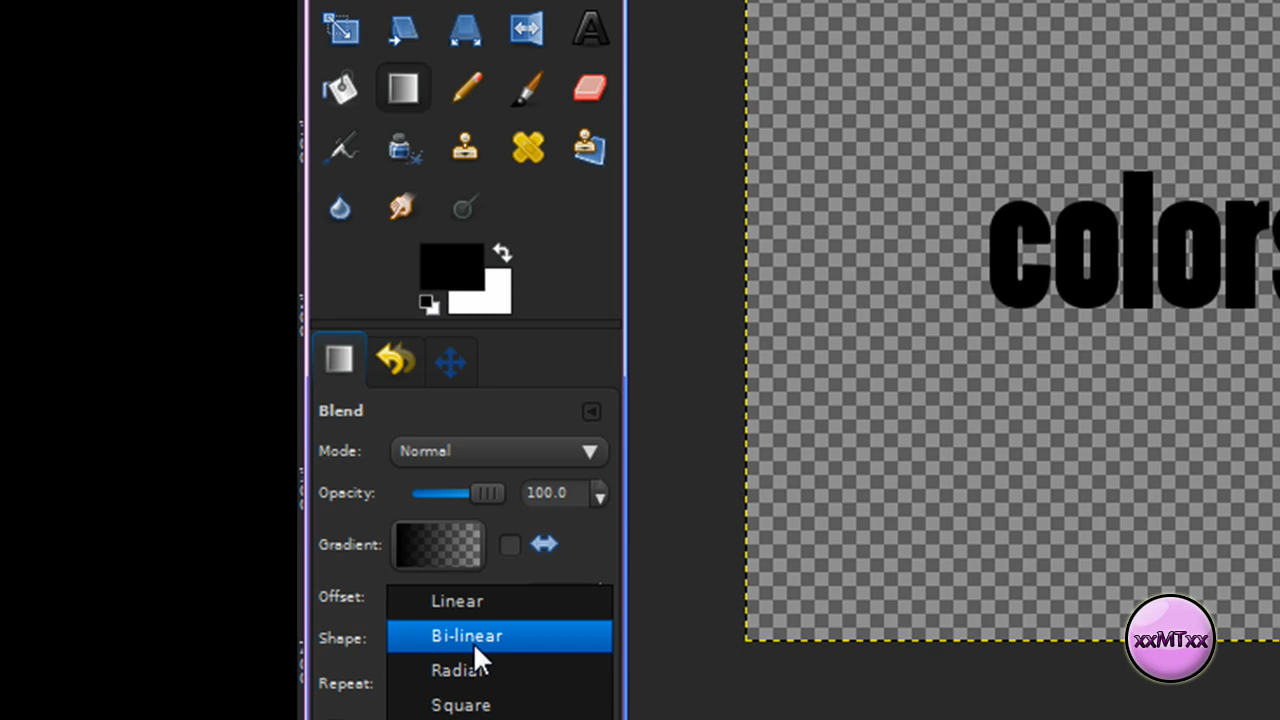 colors
Blend
Mode: Normal
Opacity: 100.0
Gradient:
Offset:
Linear
Shape:
Bi-linear
Radial
Repeat:
Square
xxMTxx